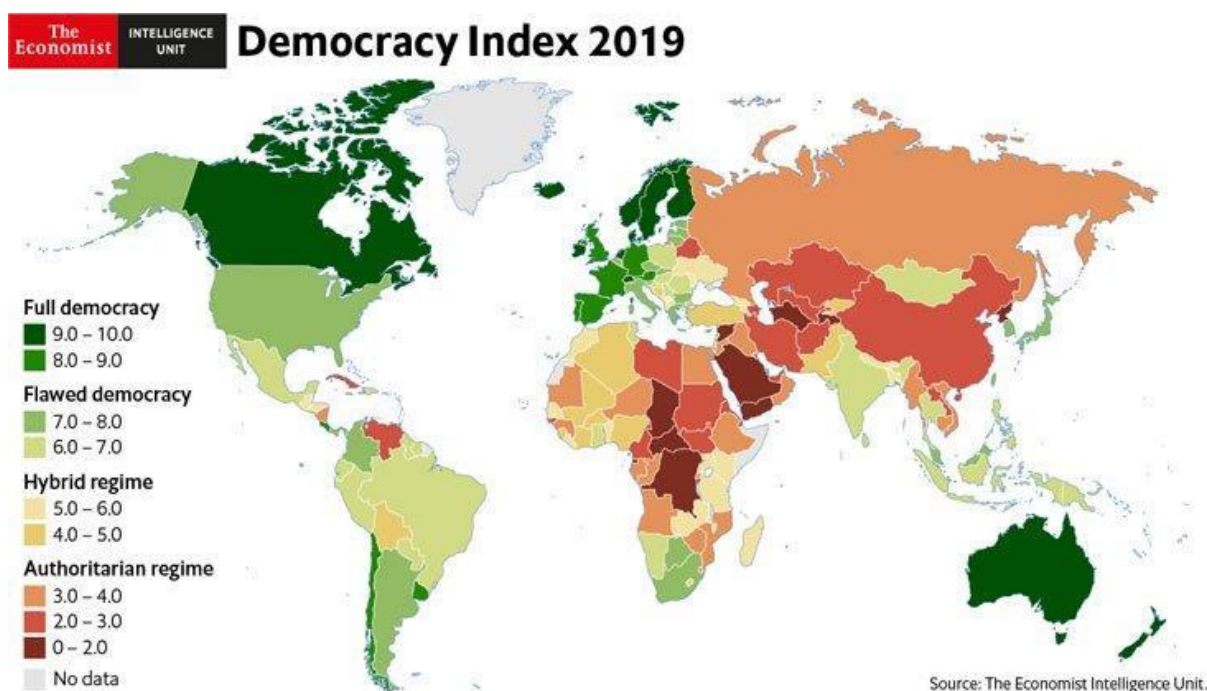 The
Economist
INTELLIGENCE
UNIT
Democracy Index 2019
Full democracy
9.0 – 10.0
8.0 – 9.0
Flawed democracy
7.0 – 8.0
6.0 – 7.0
Hybrid regime
5.0 – 6.0
4.0 – 5.0
Authoritarian regime
3.0 – 4.0
2.0 – 3.0
0 – 2.0
No data
Source: The Economist Intelligence Unit.